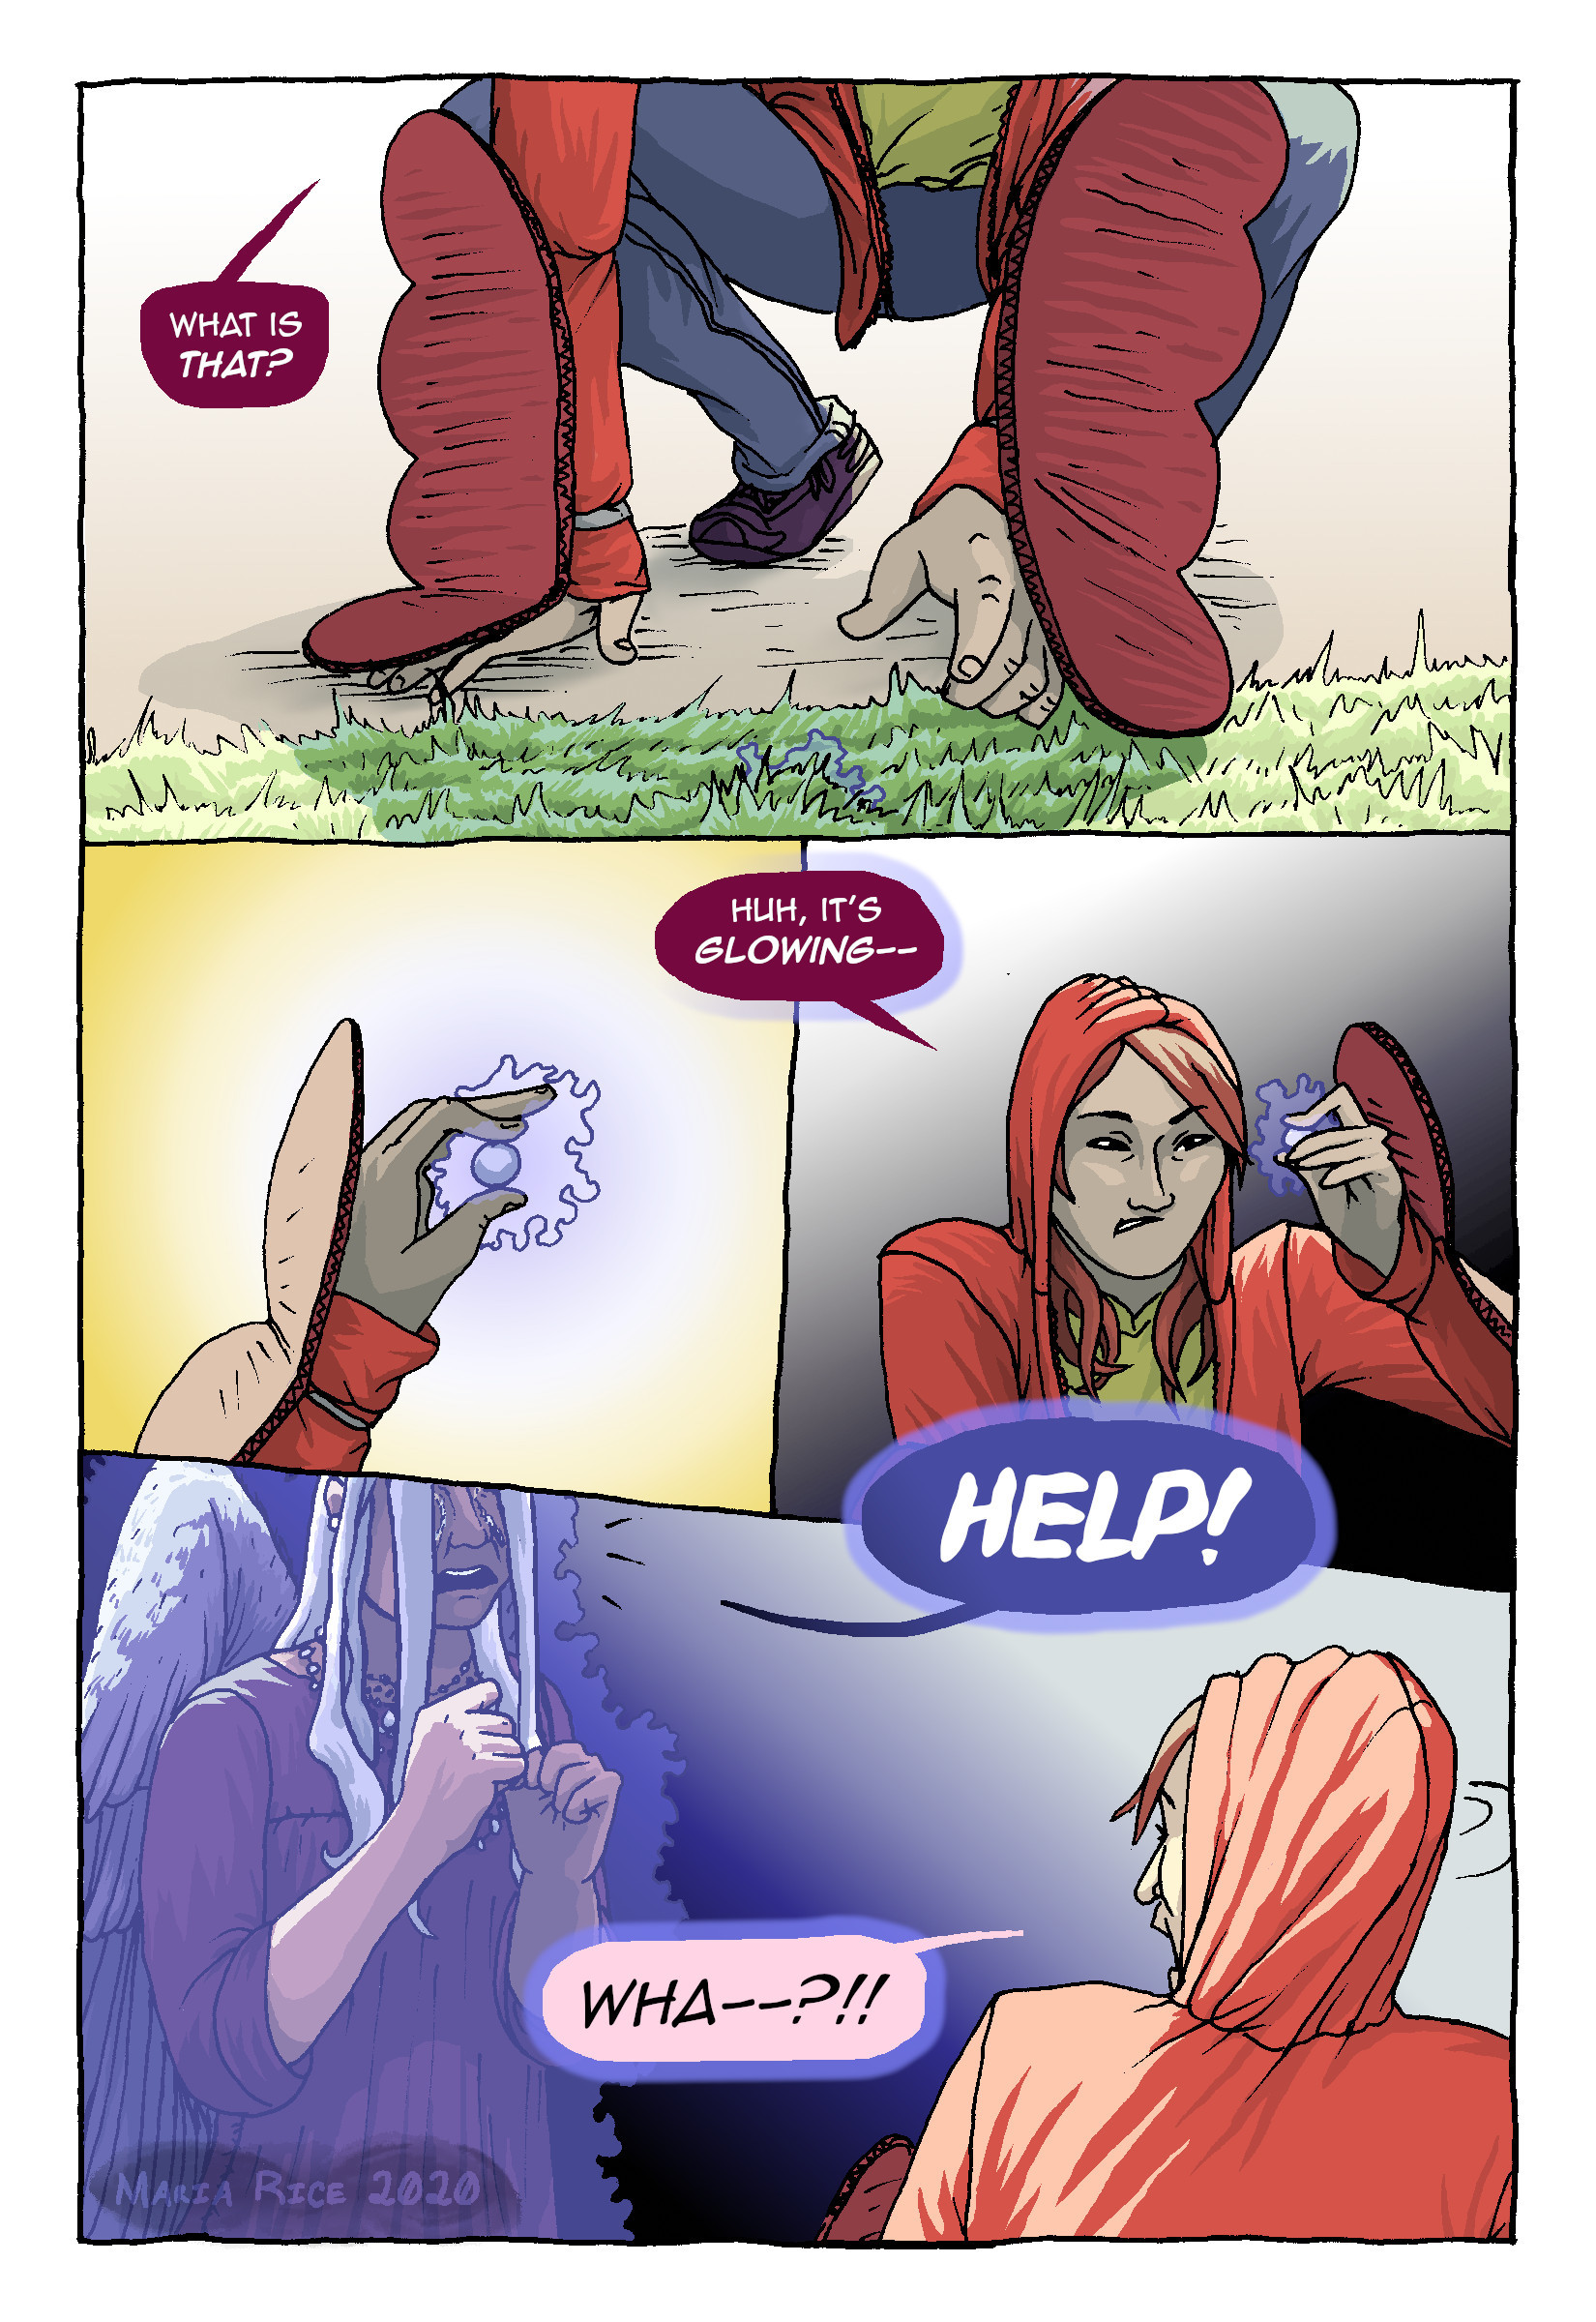 WHAT IS
THAT?
HUH, IT'S
GLOWING--
HELP!
WHA--?!!
MARIA RICE 2020